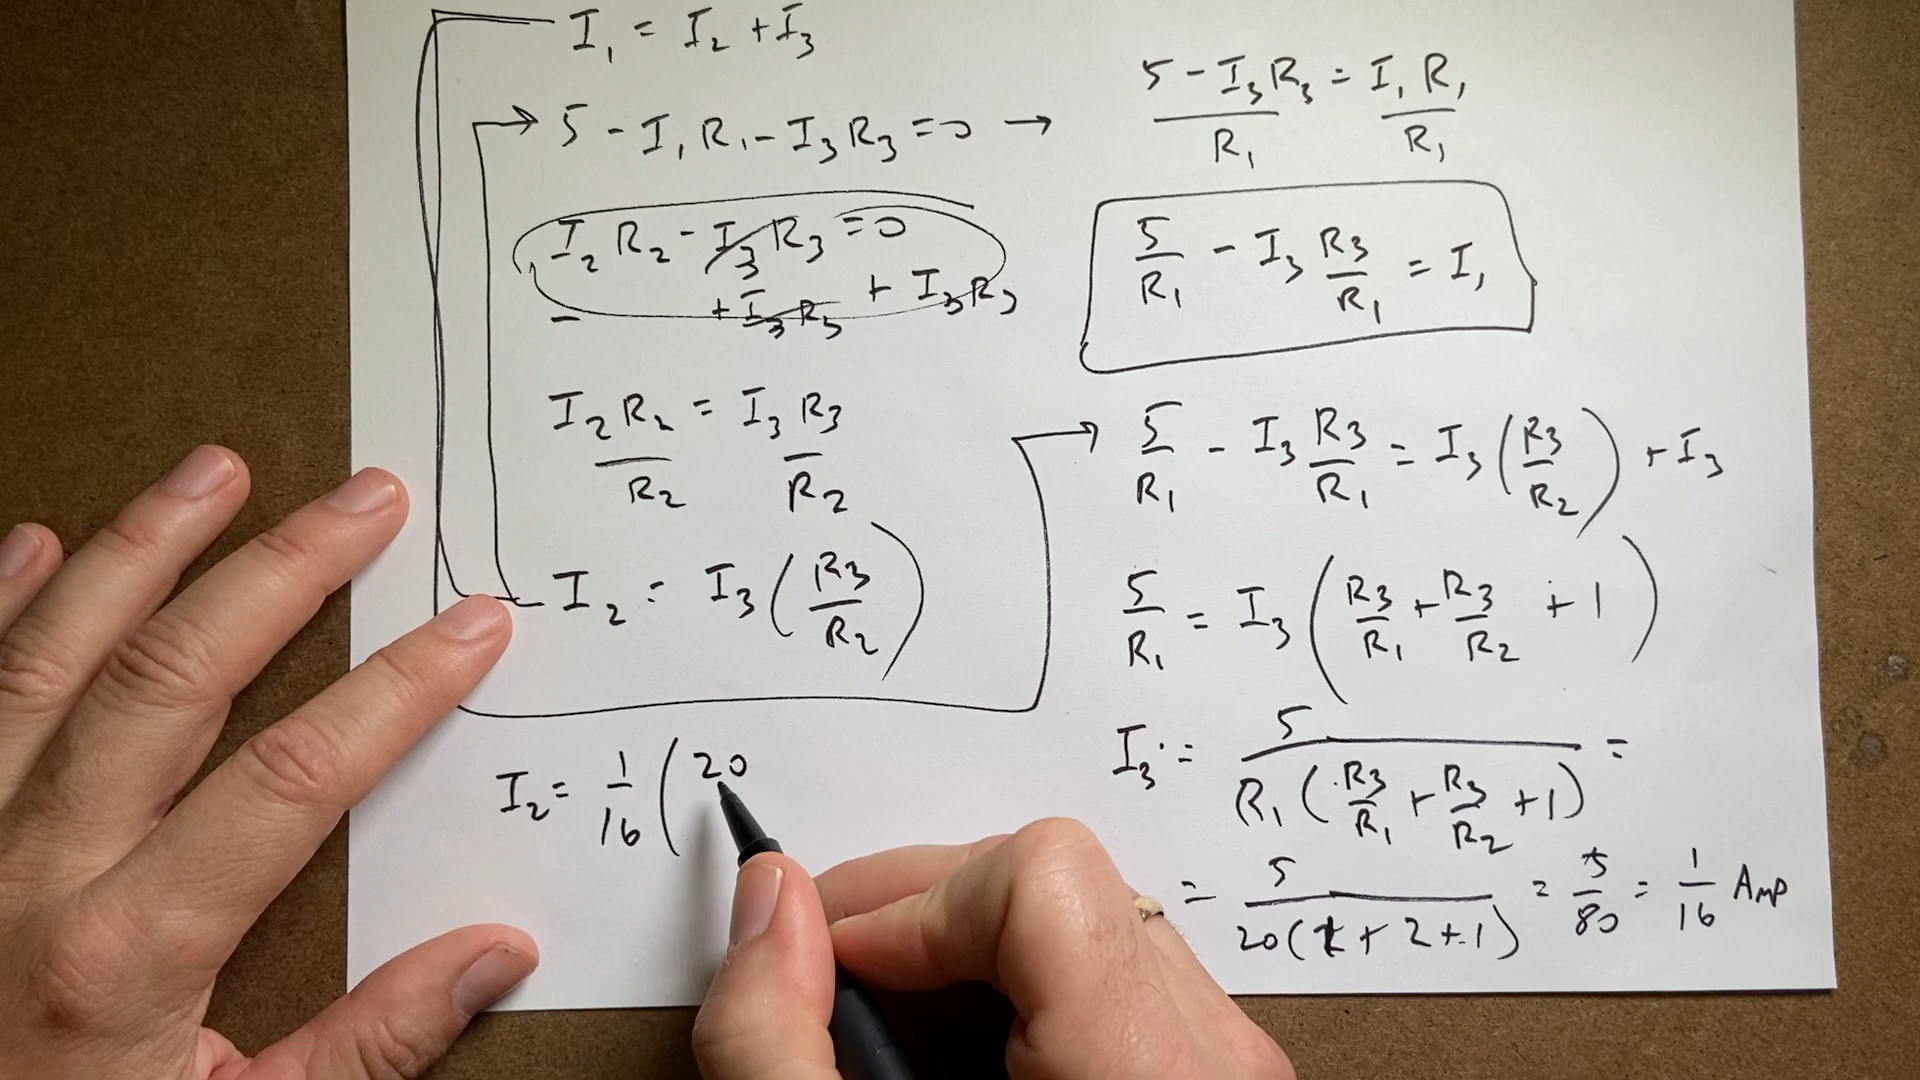 I₁ = I₂ + I₃
5 - I₁R₁ - I₃R₃ = 0 →
I₂R₂ - I₃R₃ = 0
+ I₃R₃ + I₃R₃
I₂R₂ = I₃R₃
R₂ R₂
I₂ = I₃ (R₃/R₂)
I₂ = 1/16 (20
5 - I₃R₃ = I₁R₁
R₁ R₁
5/R₁ - I₃ R₃/R₁ = I₁
5/R₁ - I₃ R₃/R₁ = I₃ (R₃/R₂) + I₃
5/R₁ = I₃ (R₃/R₁ + R₃/R₂ + 1)
I₃ = 5/(R₁ (R₃/R₁ + R₃/R₂ + 1)) =
= 5/(20(1 + 2 + 1)) = 5/80 = 1/16 Amp